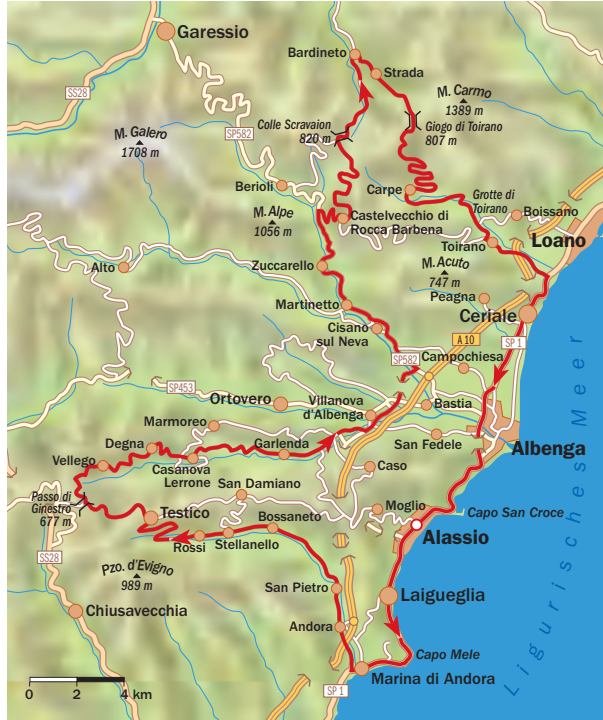 Garessio
Bardineto
Strada
SS28
M. Carmo
1389 m
Colle Scravaion
820 m
Giogo di Toirano
807 m
M. Galero
1708 m
SP582
Berioli
Carpe
Grotte di
Toirano
Boissano
M. Alpe
1056 m
Castelvecchio di
Rocca Barbena
Toirano
Loano
Alto
Zuccarello
M. Acuto
747 m
Peagna
Martinetto
Ceriale
Cisano
sul Neva
A 10
SP 1
SP582
Campochiesa
SP453
Ortovero
Villanova
d'Albenga
Bastia
Marmoreo
Degna
Garlenda
San Fedele
Albenga
Vellego
Casanova
Lerrone
Caso
San Damiano
Passo di
Ginestro
677 m
Testico
Bossaneto
Moglio
Capo San Croce
Alassio
Rossi
Stellanello
SS28
Pzo. d'Evigno
989 m
San Pietro
Laigueglia
Chiusavecchia
Andora
Capo Mele
Marina di Andora
SP 1
Ligurisches Meer
0 2 4 km